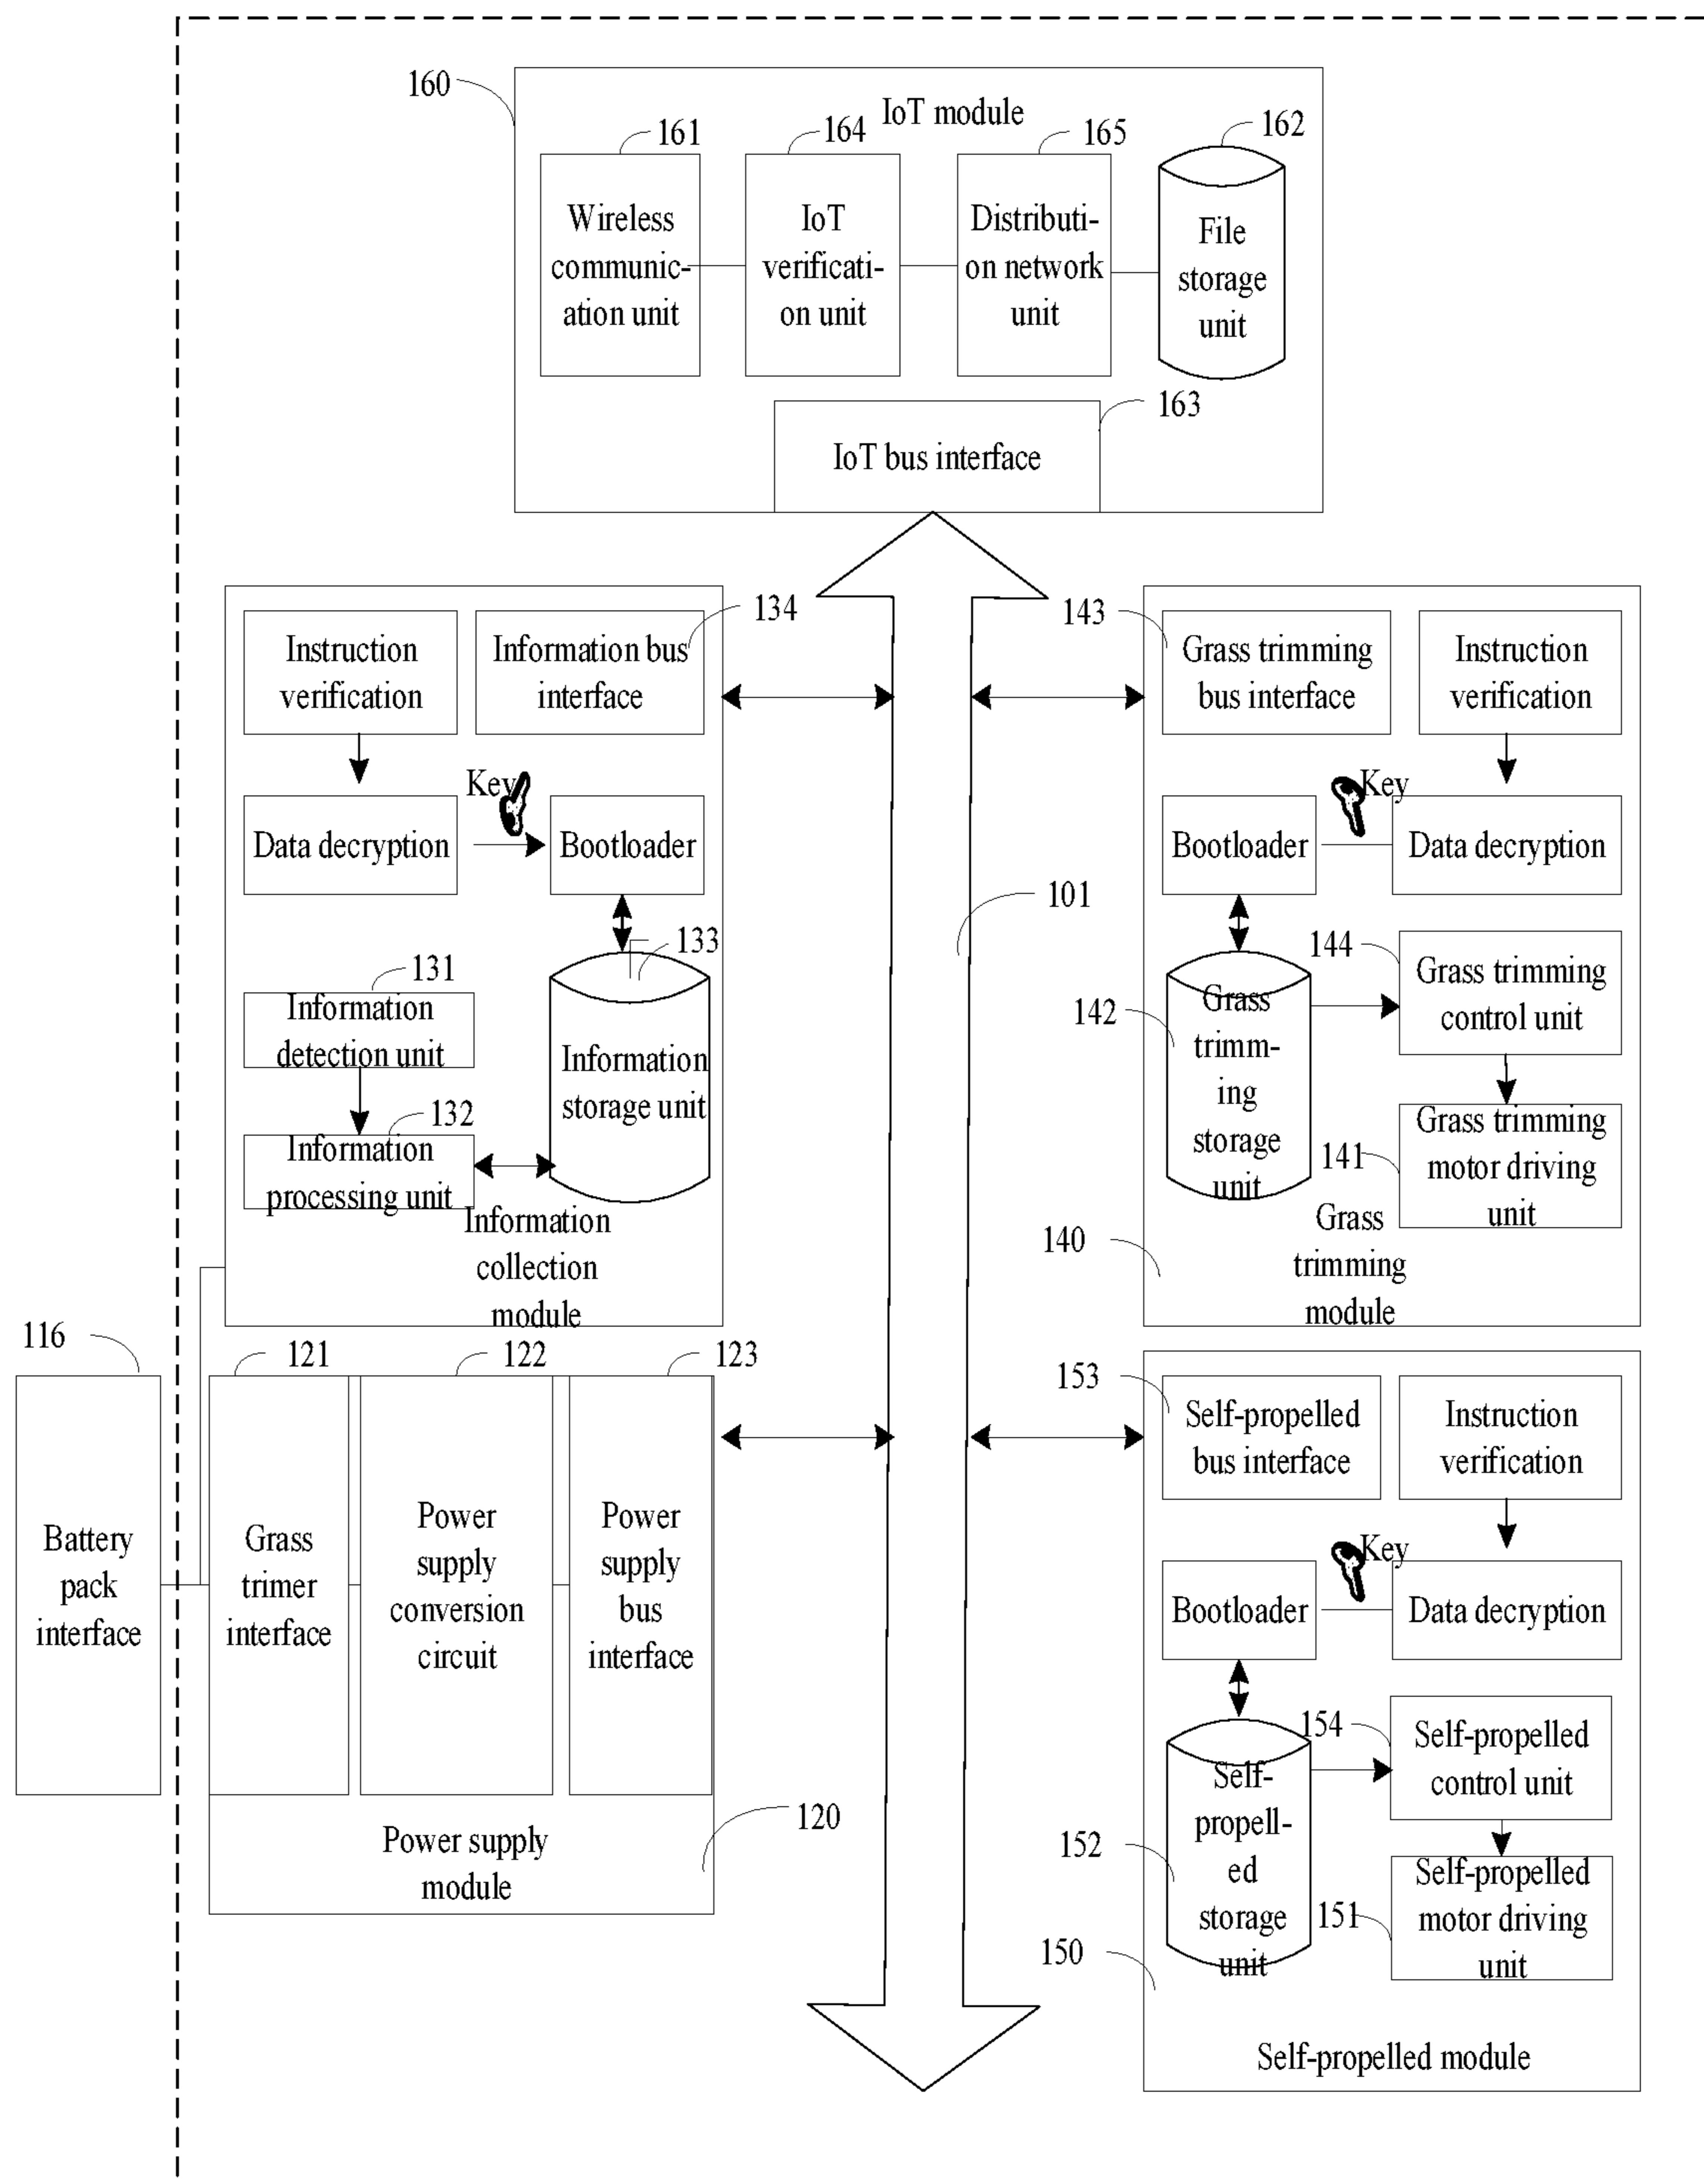 160
IoT module
161
164
165
162
Wireless
communic-
ation unit
IoT
verificati-
on unit
Distributi-
on network
unit
File
storage
unit
163
IoT bus interface
134
Instruction
verification
Information bus
interface
Key
Data decryption
Bootloader
133
131
Information
detection unit
Information
storage unit
132
Information
processing unit
Information
collection
module
101
143
Grass trimming
bus interface
Instruction
verification
Key
Bootloader
Data decryption
144
Grass trimming
control unit
142
Grass
trimm-
ing
storage
unit
141
Grass trimming
motor driving
unit
140
Grass
trimming
module
116
121
122
123
Battery
pack
interface
Grass
trimer
interface
Power
supply
conversion
circuit
Power
supply
bus
interface
120
Power supply
module
153
Self-propelled
bus interface
Instruction
verification
Key
Bootloader
Data decryption
154
Self-propelled
control unit
152
Self-
propell-
ed
storage
unit
151
Self-propelled
motor driving
unit
150
Self-propelled module